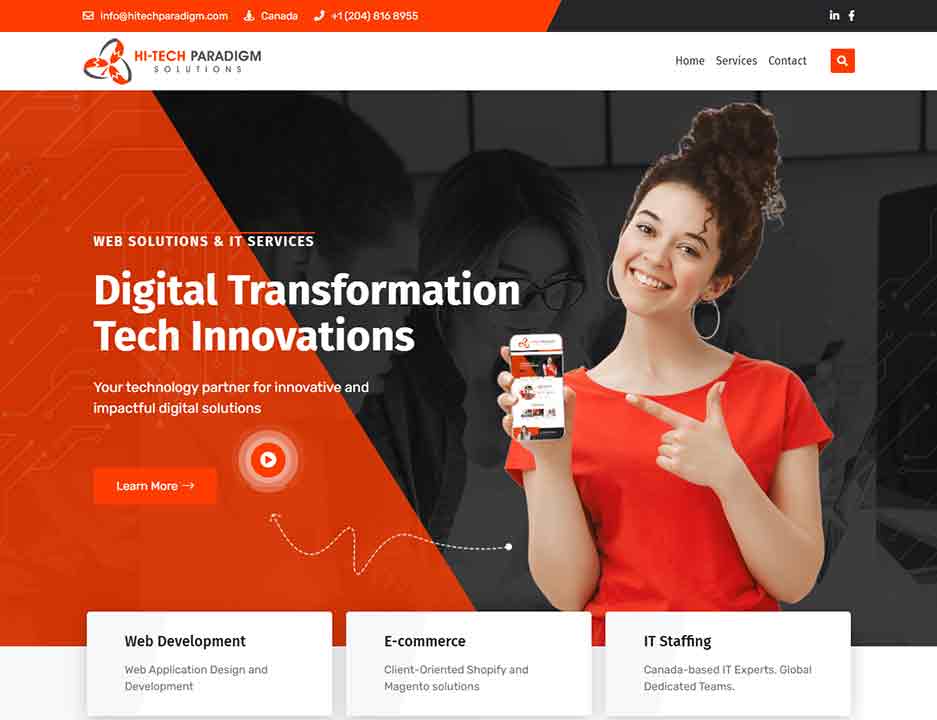 info@hitechparadigm.com Canada +1 (204) 816 8955
HI-TECH PARADIGM
SOLUTIONS
Home Services Contact
WEB SOLUTIONS & IT SERVICES
Digital Transformation
Tech Innovations
Your technology partner for innovative and
impactful digital solutions
Learn More
Web Development
Web Application Design and
Development
E-commerce
Client-Oriented Shopify and
Magento solutions
IT Staffing
Canada-based IT Experts. Global
Dedicated Teams.